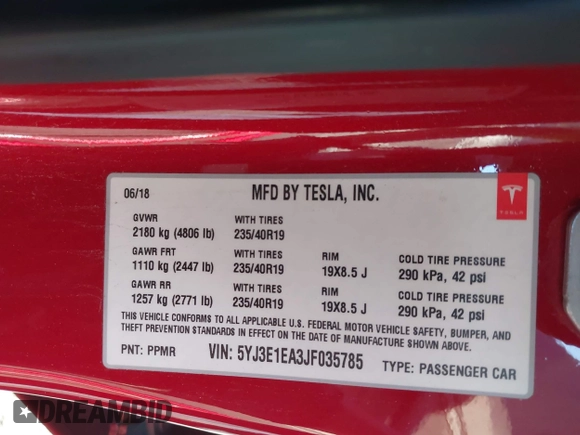 06/18 MFD BY TESLA, INC. TESLA
GVWR WITH TIRES
2180 kg (4806 lb) 235/40R19
GAWR FRT WITH TIRES RIM COLD TIRE PRESSURE
1110 kg (2447 lb) 235/40R19 19X8.5 J 290 kPa, 42 psi
GAWR RR WITH TIRES RIM COLD TIRE PRESSURE
1257 kg (2771 lb) 235/40R19 19X8.5 J 290 kPa, 42 psi
THIS VEHICLE CONFORMS TO ALL APPLICABLE U.S. FEDERAL MOTOR VEHICLE SAFETY, BUMPER, AND
THEFT PREVENTION STANDARDS IN EFFECT ON THE DATE OF MANUFACTURE SHOWN ABOVE.
PNT: PPMR VIN: 5YJ3E1EA3JF035785 TYPE: PASSENGER CAR
DREAMBID